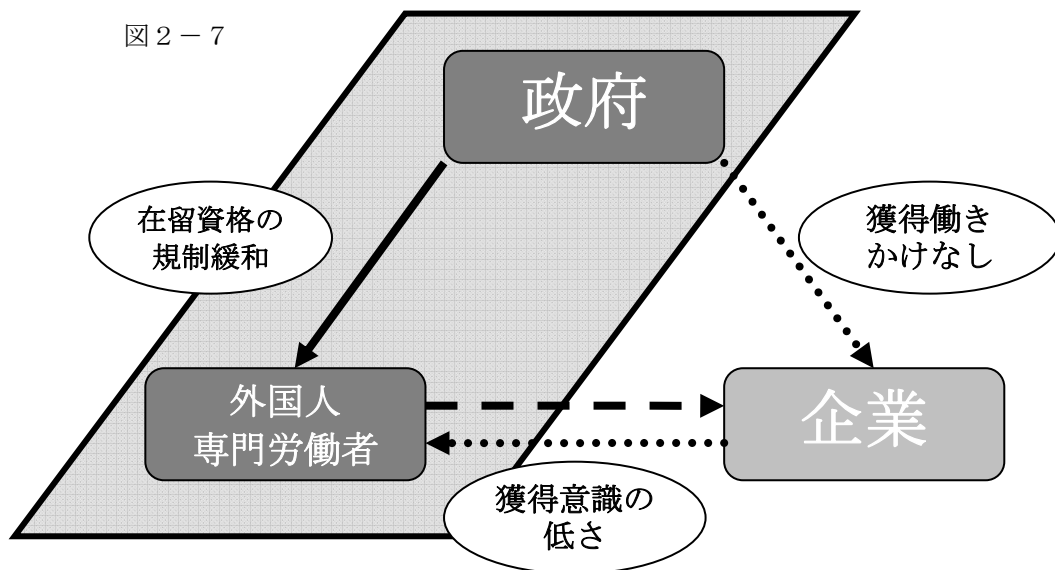 図２－７
政府
在留資格の
規制緩和
獲得働き
かけなし
外国人
専門労働者
企業
獲得意識の
低さ